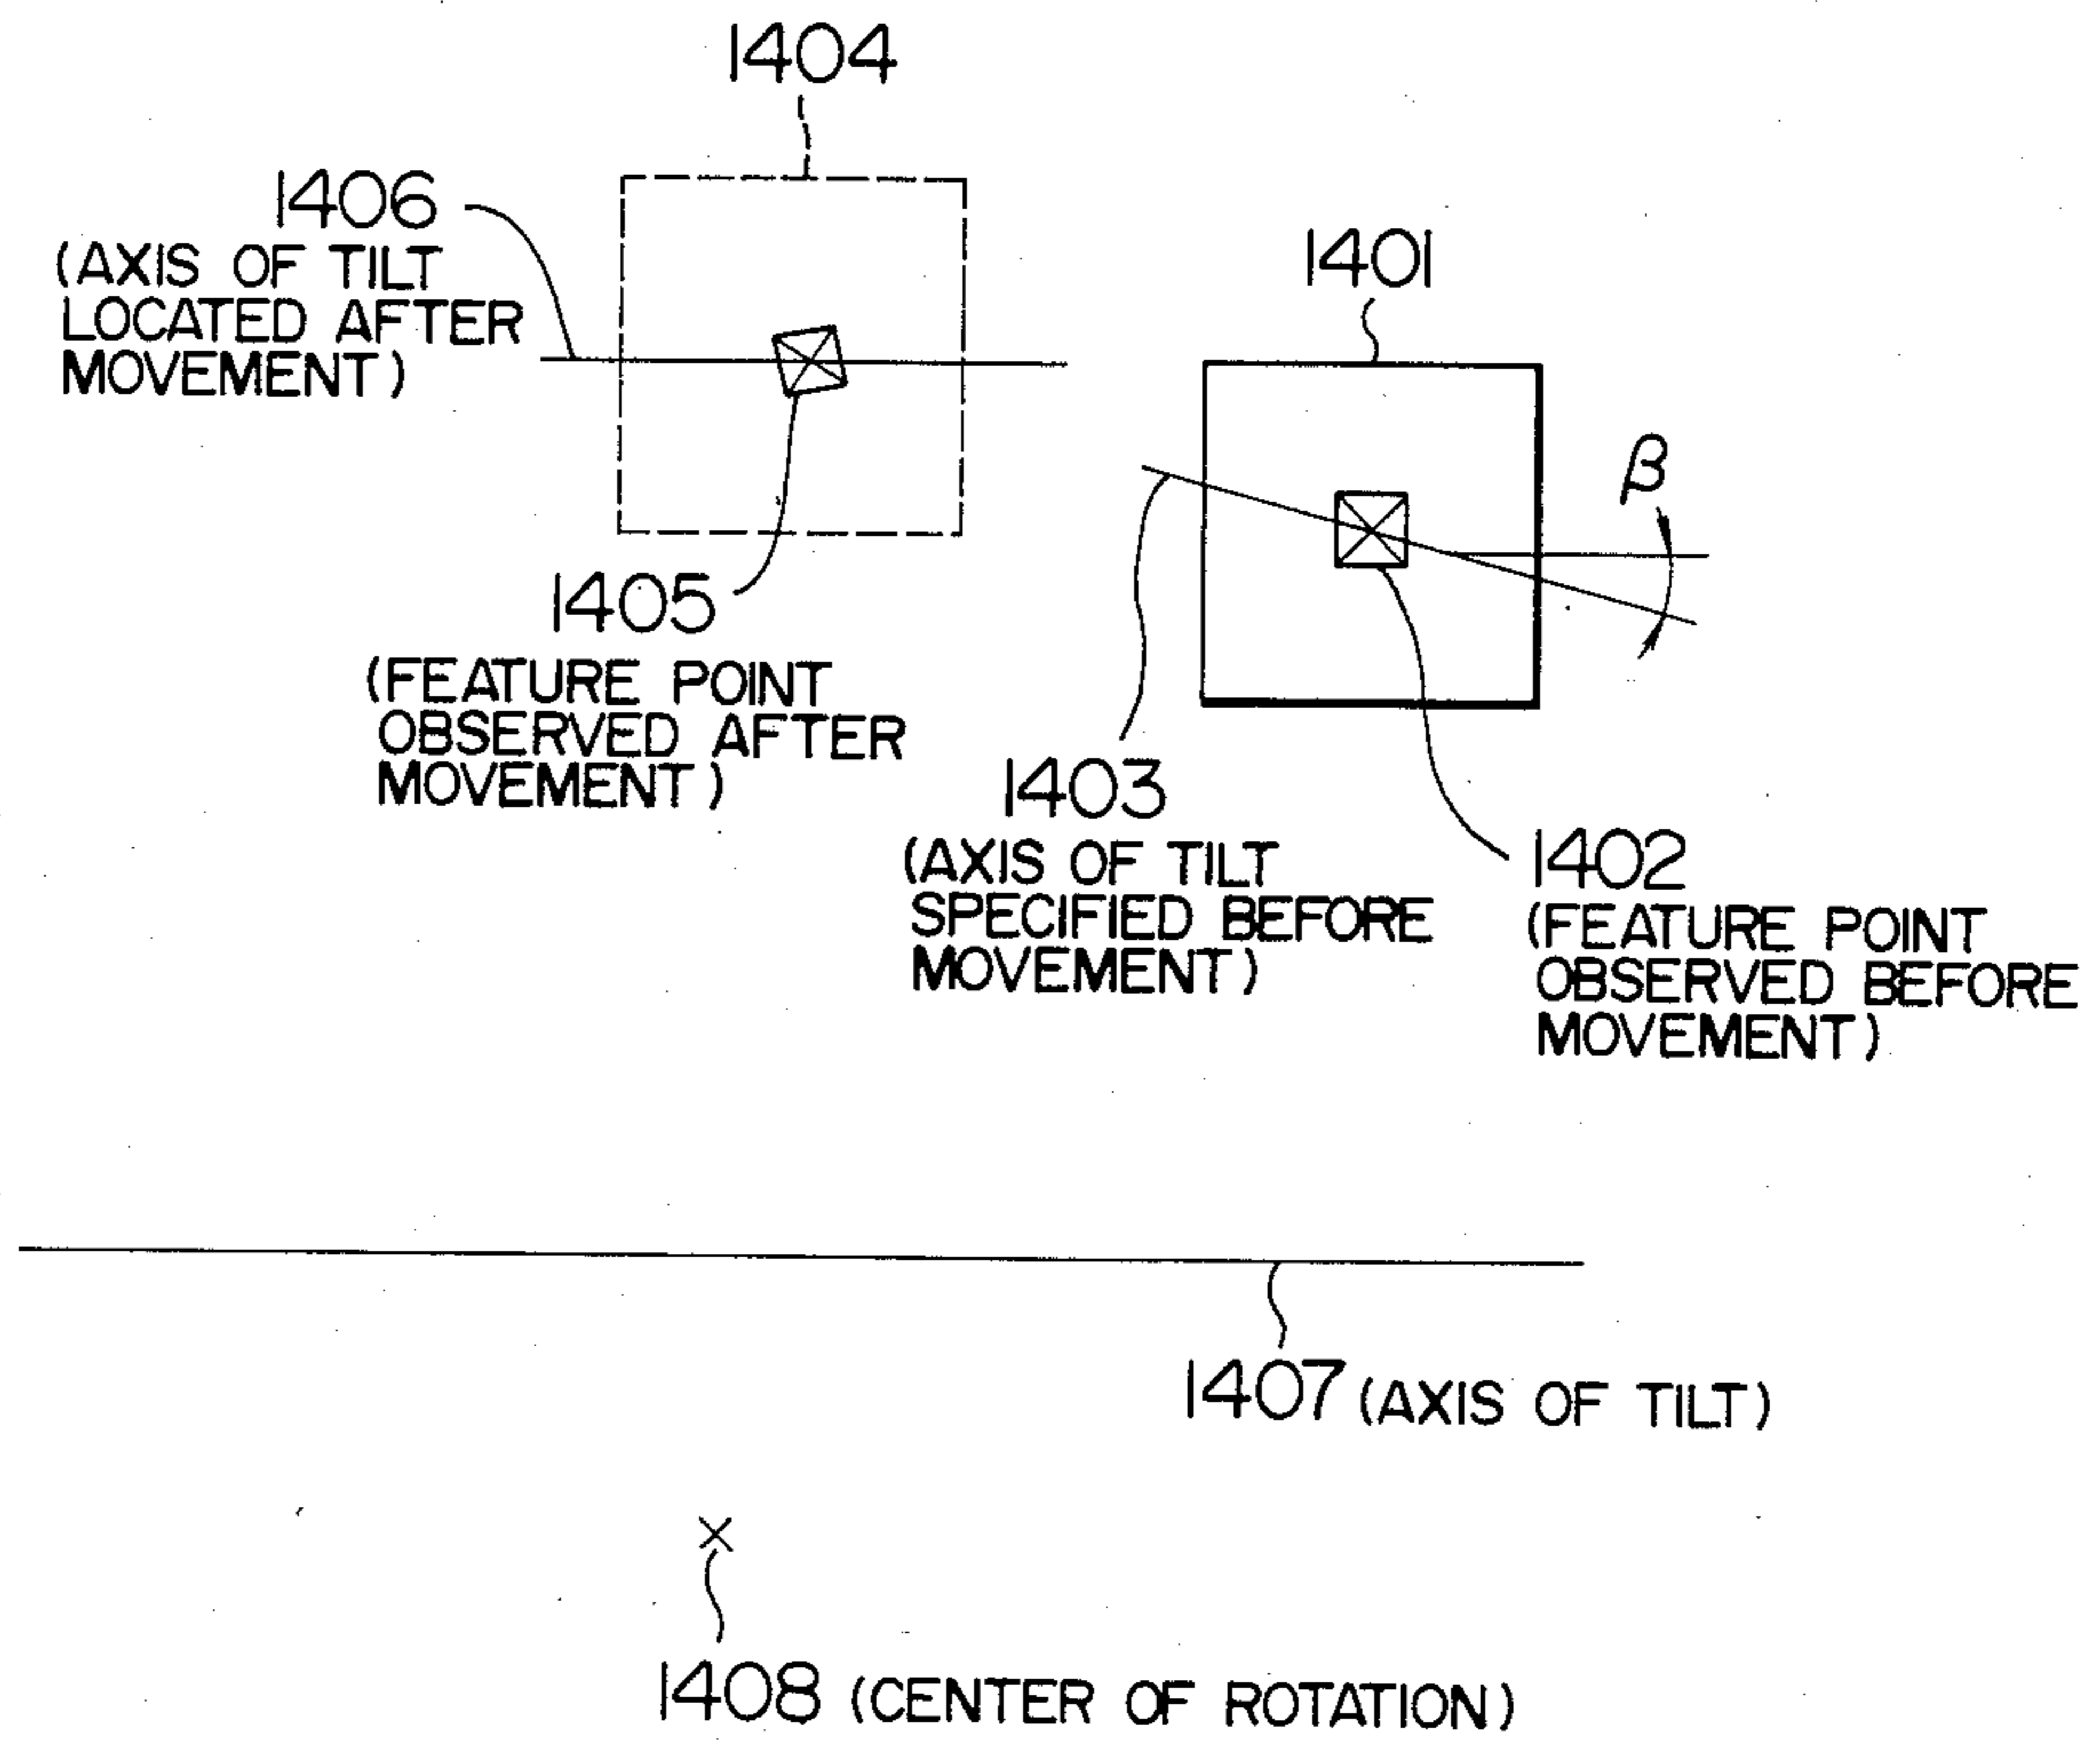 1404
1406
(AXIS OF TILT
LOCATED AFTER
MOVEMENT)
1401
β
1405
(FEATURE POINT
OBSERVED AFTER
MOVEMENT)
1403
(AXIS OF TILT
SPECIFIED BEFORE
MOVEMENT)
1402
(FEATURE POINT
OBSERVED BEFORE
MOVEMENT)
1407 (AXIS OF TILT)
1408 (CENTER OF ROTATION)